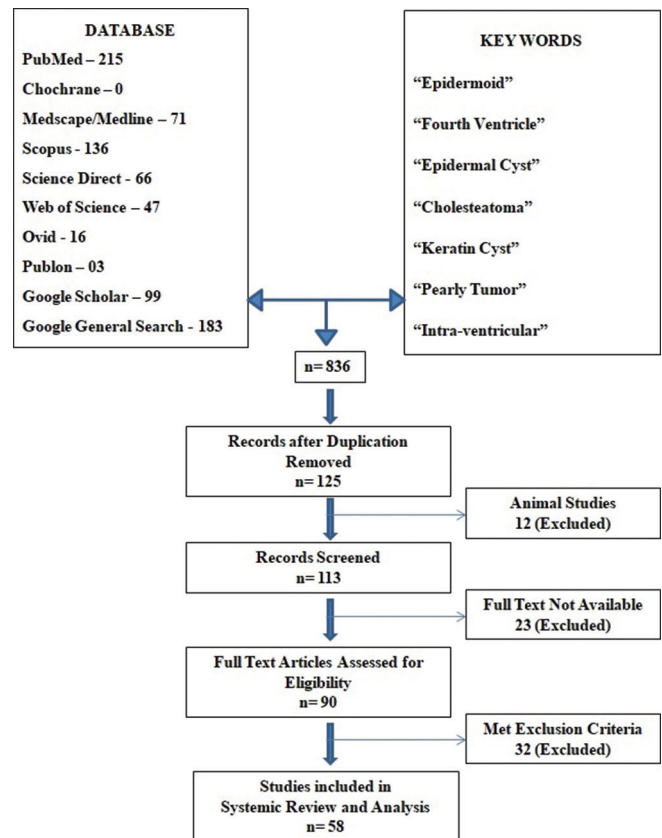 DATABASE
PubMed – 215
Chochrane – 0
Medscape/Medline – 71
Scopus - 136
Science Direct - 66
Web of Science – 47
Ovid - 16
Publon – 03
Google Scholar – 99
Google General Search - 183
KEY WORDS
“Epidermoid”
“Fourth Ventricle”
“Epidermal Cyst”
“Cholesteatoma”
“Keratin Cyst”
“Pearly Tumor”
“Intra-ventricular”
n= 836
Records after Duplication
Removed
n= 125
Animal Studies
12 (Excluded)
Records Screened
n= 113
Full Text Not Available
23 (Excluded)
Full Text Articles Assessed for
Eligibility
n= 90
Met Exclusion Criteria
32 (Excluded)
Studies included in
Systemic Review and Analysis
n= 58